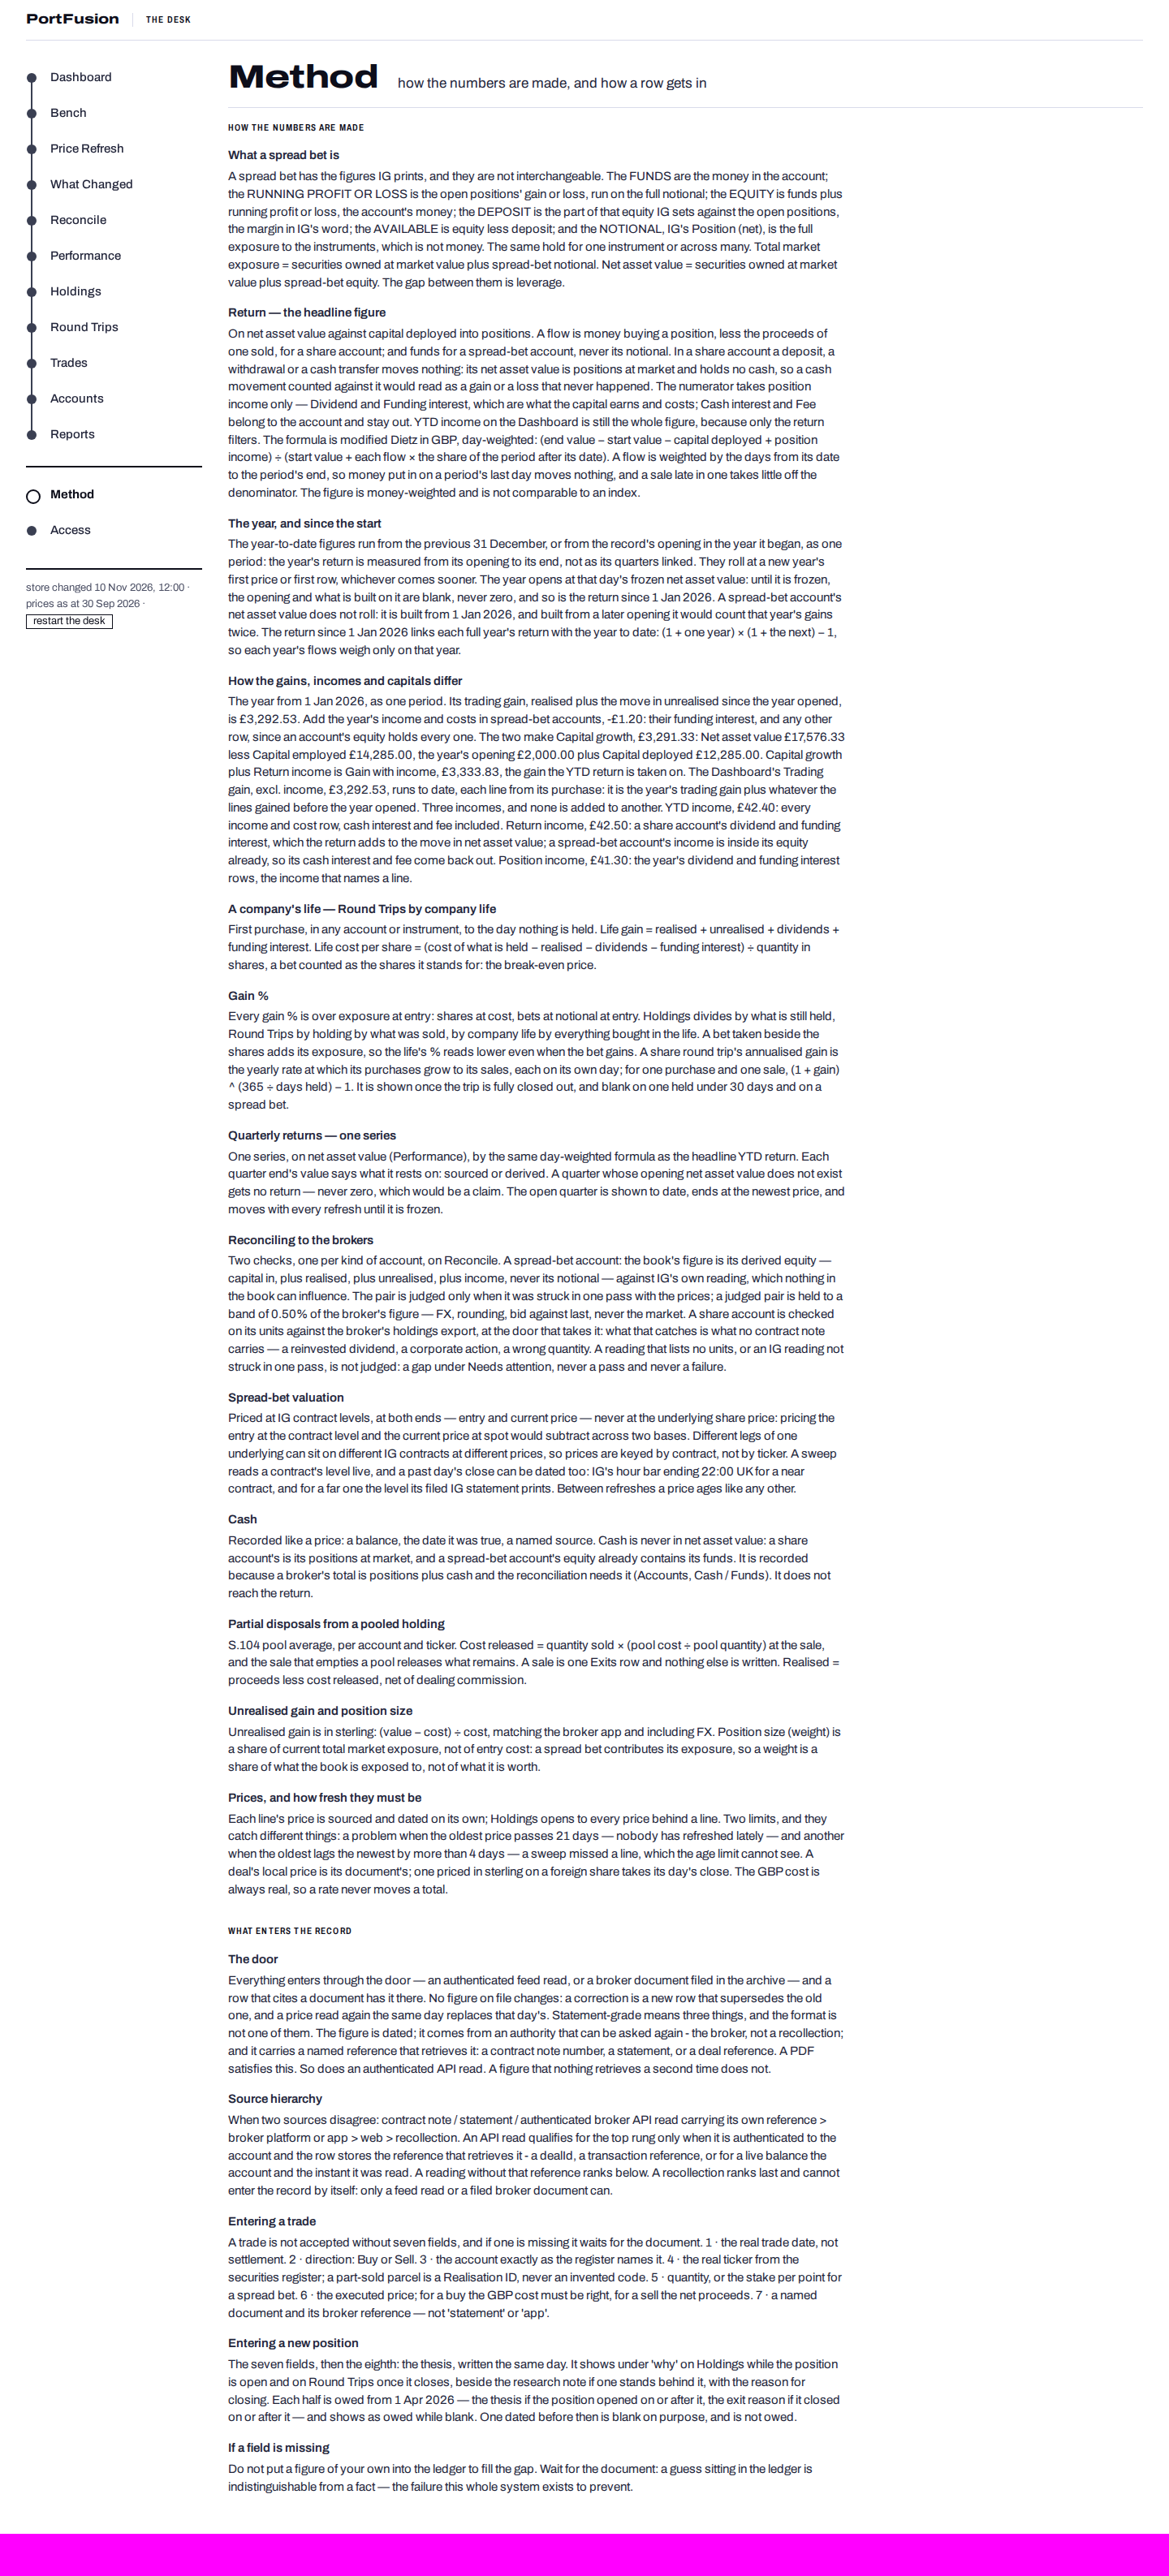 PortFusion
THE DESK
Dashboard
Bench
Price Refresh
What Changed
Reconcile
Performance
Holdings
Round Trips
Trades
Accounts
Reports
Method
Access
store changed 10 Nov 2026, 12:00 ·
prices as at 30 Sep 2026 ·
restart the desk
Method how the numbers are made, and how a row gets in
HOW THE NUMBERS ARE MADE
What a spread bet is
A spread bet has the figures IG prints, and they are not interchangeable. The FUNDS are the money in the account;
the RUNNING PROFIT OR LOSS is the open positions' gain or loss, run on the full notional; the EQUITY is funds plus
running profit or loss, the account's money; the DEPOSIT is the part of that equity IG sets against the open positions,
the margin in IG's word; the AVAILABLE is equity less deposit; and the NOTIONAL, IG's Position (net), is the full
exposure to the instruments, which is not money. The same hold for one instrument or across many. Total market
exposure = securities owned at market value plus spread-bet notional. Net asset value = securities owned at market
value plus spread-bet equity. The gap between them is leverage.
Return — the headline figure
On net asset value against capital deployed into positions. A flow is money buying a position, less the proceeds of
one sold, for a share account; and funds for a spread-bet account, never its notional. In a share account a deposit, a
withdrawal or a cash transfer moves nothing: its net asset value is positions at market and holds no cash, so a cash
movement counted against it would read as a gain or a loss that never happened. The numerator takes position
income only — Dividend and Funding interest, which are what the capital earns and costs; Cash interest and Fee
belong to the account and stay out. YTD income on the Dashboard is still the whole figure, because only the return
filters. The formula is modified Dietz in GBP, day-weighted: (end value − start value − capital deployed + position
income) ÷ (start value + each flow × the share of the period after its date). A flow is weighted by the days from its date
to the period's end, so money put in on a period's last day moves nothing, and a sale late in one takes little off the
denominator. The figure is money-weighted and is not comparable to an index.
The year, and since the start
The year-to-date figures run from the previous 31 December, or from the record's opening in the year it began, as one
period: the year's return is measured from its opening to its end, not as its quarters linked. They roll at a new year's
first price or first row, whichever comes sooner. The year opens at that day's frozen net asset value: until it is frozen,
the opening and what is built on it are blank, never zero, and so is the return since 1 Jan 2026. A spread-bet account's
net asset value does not roll: it is built from 1 Jan 2026, and built from a later opening it would count that year's gains
twice. The return since 1 Jan 2026 links each full year's return with the year to date: (1 + one year) × (1 + the next) − 1,
so each year's flows weigh only on that year.
How the gains, incomes and capitals differ
The year from 1 Jan 2026, as one period. Its trading gain, realised plus the move in unrealised since the year opened,
is £3,292.53. Add the year's income and costs in spread-bet accounts, -£1.20: their funding interest, and any other
row, since an account's equity holds every one. The two make Capital growth, £3,291.33: Net asset value £17,576.33
less Capital employed £14,285.00, the year's opening £2,000.00 plus Capital deployed £12,285.00. Capital growth
plus Return income is Gain with income, £3,333.83, the gain the YTD return is taken on. The Dashboard's Trading
gain, excl. income, £3,292.53, runs to date, each line from its purchase: it is the year's trading gain plus whatever the
lines gained before the year opened. Three incomes, and none is added to another. YTD income, £42.40: every
income and cost row, cash interest and fee included. Return income, £42.50: a share account's dividend and funding
interest, which the return adds to the move in net asset value; a spread-bet account's income is inside its equity
already, so its cash interest and fee come back out. Position income, £41.30: the year's dividend and funding interest
rows, the income that names a line.
A company's life — Round Trips by company life
First purchase, in any account or instrument, to the day nothing is held. Life gain = realised + unrealised + dividends +
funding interest. Life cost per share = (cost of what is held − realised − dividends − funding interest) ÷ quantity in
shares, a bet counted as the shares it stands for: the break-even price.
Gain %
Every gain % is over exposure at entry: shares at cost, bets at notional at entry. Holdings divides by what is still held,
Round Trips by holding by what was sold, by company life by everything bought in the life. A bet taken beside the
shares adds its exposure, so the life's % reads lower even when the bet gains. A share round trip's annualised gain is
the yearly rate at which its purchases grow to its sales, each on its own day; for one purchase and one sale, (1 + gain)
^ (365 ÷ days held) − 1. It is shown once the trip is fully closed out, and blank on one held under 30 days and on a
spread bet.
Quarterly returns — one series
One series, on net asset value (Performance), by the same day-weighted formula as the headline YTD return. Each
quarter end's value says what it rests on: sourced or derived. A quarter whose opening net asset value does not exist
gets no return — never zero, which would be a claim. The open quarter is shown to date, ends at the newest price, and
moves with every refresh until it is frozen.
Reconciling to the brokers
Two checks, one per kind of account, on Reconcile. A spread-bet account: the book's figure is its derived equity —
capital in, plus realised, plus unrealised, plus income, never its notional — against IG's own reading, which nothing in
the book can influence. The pair is judged only when it was struck in one pass with the prices; a judged pair is held to a
band of 0.50% of the broker's figure — FX, rounding, bid against last, never the market. A share account is checked
on its units against the broker's holdings export, at the door that takes it: what that catches is what no contract note
carries — a reinvested dividend, a corporate action, a wrong quantity. A reading that lists no units, or an IG reading not
struck in one pass, is not judged: a gap under Needs attention, never a pass and never a failure.
Spread-bet valuation
Priced at IG contract levels, at both ends — entry and current price — never at the underlying share price: pricing the
entry at the contract level and the current price at spot would subtract across two bases. Different legs of one
underlying can sit on different IG contracts at different prices, so prices are keyed by contract, not by ticker. A sweep
reads a contract's level live, and a past day's close can be dated too: IG's hour bar ending 22:00 UK for a near
contract, and for a far one the level its filed IG statement prints. Between refreshes a price ages like any other.
Cash
Recorded like a price: a balance, the date it was true, a named source. Cash is never in net asset value: a share
account's is its positions at market, and a spread-bet account's equity already contains its funds. It is recorded
because a broker's total is positions plus cash and the reconciliation needs it (Accounts, Cash / Funds). It does not
reach the return.
Partial disposals from a pooled holding
S.104 pool average, per account and ticker. Cost released = quantity sold × (pool cost ÷ pool quantity) at the sale,
and the sale that empties a pool releases what remains. A sale is one Exits row and nothing else is written. Realised =
proceeds less cost released, net of dealing commission.
Unrealised gain and position size
Unrealised gain is in sterling: (value − cost) ÷ cost, matching the broker app and including FX. Position size (weight) is
a share of current total market exposure, not of entry cost: a spread bet contributes its exposure, so a weight is a
share of what the book is exposed to, not of what it is worth.
Prices, and how fresh they must be
Each line's price is sourced and dated on its own; Holdings opens to every price behind a line. Two limits, and they
catch different things: a problem when the oldest price passes 21 days — nobody has refreshed lately — and another
when the oldest lags the newest by more than 4 days — a sweep missed a line, which the age limit cannot see. A
deal's local price is its document's; one priced in sterling on a foreign share takes its day's close. The GBP cost is
always real, so a rate never moves a total.
WHAT ENTERS THE RECORD
The door
Everything enters through the door — an authenticated feed read, or a broker document filed in the archive — and a
row that cites a document has it there. No figure on file changes: a correction is a new row that supersedes the old
one, and a price read again the same day replaces that day's. Statement-grade means three things, and the format is
not one of them. The figure is dated; it comes from an authority that can be asked again - the broker, not a recollection;
and it carries a named reference that retrieves it: a contract note number, a statement, or a deal reference. A PDF
satisfies this. So does an authenticated API read. A figure that nothing retrieves a second time does not.
Source hierarchy
When two sources disagree: contract note / statement / authenticated broker API read carrying its own reference >
broker platform or app > web > recollection. An API read qualifies for the top rung only when it is authenticated to the
account and the row stores the reference that retrieves it - a dealId, a transaction reference, or for a live balance the
account and the instant it was read. A reading without that reference ranks below. A recollection ranks last and cannot
enter the record by itself: only a feed read or a filed broker document can.
Entering a trade
A trade is not accepted without seven fields, and if one is missing it waits for the document. 1 · the real trade date, not
settlement. 2 · direction: Buy or Sell. 3 · the account exactly as the register names it. 4 · the real ticker from the
securities register; a part-sold parcel is a Realisation ID, never an invented code. 5 · quantity, or the stake per point for
a spread bet. 6 · the executed price; for a buy the GBP cost must be right, for a sell the net proceeds. 7 · a named
document and its broker reference — not 'statement' or 'app'.
Entering a new position
The seven fields, then the eighth: the thesis, written the same day. It shows under 'why' on Holdings while the position
is open and on Round Trips once it closes, beside the research note if one stands behind it, with the reason for
closing. Each half is owed from 1 Apr 2026 — the thesis if the position opened on or after it, the exit reason if it closed
on or after it — and shows as owed while blank. One dated before then is blank on purpose, and is not owed.
If a field is missing
Do not put a figure of your own into the ledger to fill the gap. Wait for the document: a guess sitting in the ledger is
indistinguishable from a fact — the failure this whole system exists to prevent.